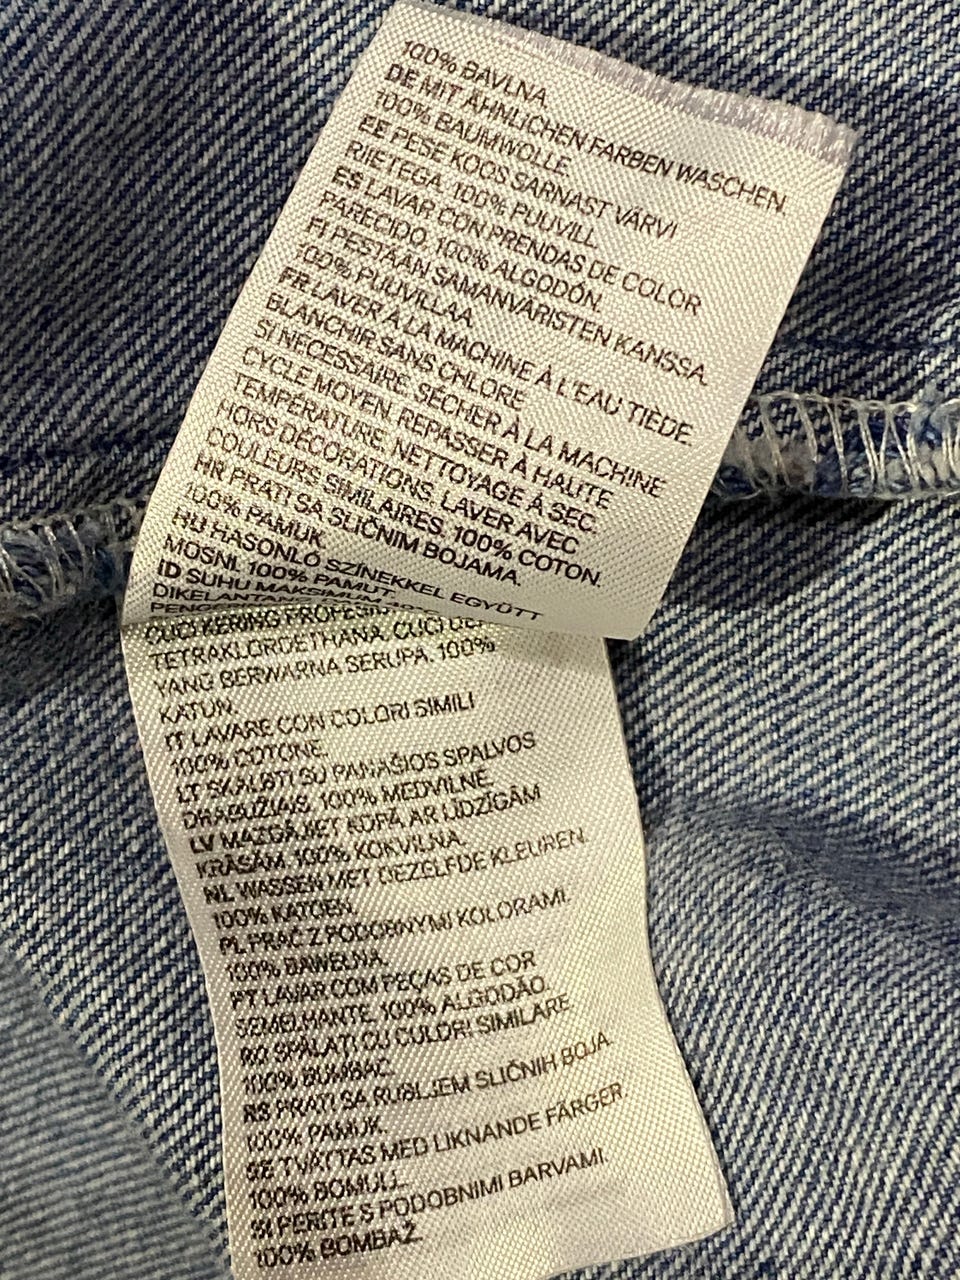 100% BAVLNA.
DE MIT ÄHNLICHEN FARBEN WASCHEN.
100% BAUMWOLLE.
EE PESE KOOS SARNAST VÄRVI
RIIETEGA. 100% PUUVILL
ES LAVAR CON PRENDAS DE COLOR
PARECIDO. 100% ALGODÓN.
FI PESTÄÄN SAMANVÄRISTEN KANSSA.
100% PUUVILLAA.
FR LAVER À LA MACHINE À L'EAU TIÈDE.
BLANCHIR SANS CHLORE
SI NECESSAIRE. SÉCHER À LA MACHINE
CYCLE MOYEN. REPASSER À HAUTE
TEMPÉRATURE. NETTOYAGE À SEC.
HORS DÉCORATIONS. LAVER AVEC
COULEURS SIMILAIRES. 100% COTON.
HR PRATI SA SLIČNIM BOJAMA.
100% PAMUK.
HU HASONLÓ SZÍNEKKEL EGYÜTT
MOSNI. 100% PAMUT.
ID SUHU MAKSIMUM
CUCI KERING
TETRAKLOROETHANA. CUCI
YANG BERWARNA SERUPA. 100%
KATUN.
IT LAVARE CON COLORI SIMILI
100% COTONE.
LT SKALBTI SU PANAŠIOS SPALVOS
DRABUŽIAIS. 100% MEDVILNĖ.
LV MAZGĀJIET KOPĀ AR LĪDZĪGĀM
KRĀSĀM. 100% KOKVILNA.
NL WASSEN MET DEZELFDE KLEUREN.
100% KATOEN.
PL PRAĆ Z PODOBNYMI KOLORAMI.
100% BAWEŁNA.
PT LAVAR COM PEÇAS DE COR
SEMELHANTE. 100% ALGODÃO.
RO SPĂLAŢI CU CULORI SIMILARE
100% BUMBAC.
RS PRATI SA RUBLJEM SLIČNIH BOJA.
100% PAMUK.
SE TVÄTTAS MED LIKNANDE FÄRGER.
100% BOMULL.
SI PERITE S PODOBNIMI BARVAMI.
100% BOMBAŽ.